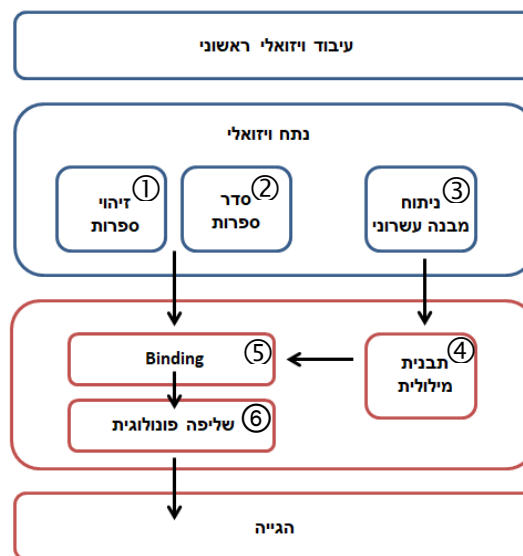 עיבוד ויזואלי ראשוני
נתח ויזואלי
③
ניתוח
מבנה עשרוני
②
סדר
ספרות
①
זיהוי
ספרות
④
תבנית
מילולית
Binding ⑤
שליפה פונולוגית ⑥
הגייה